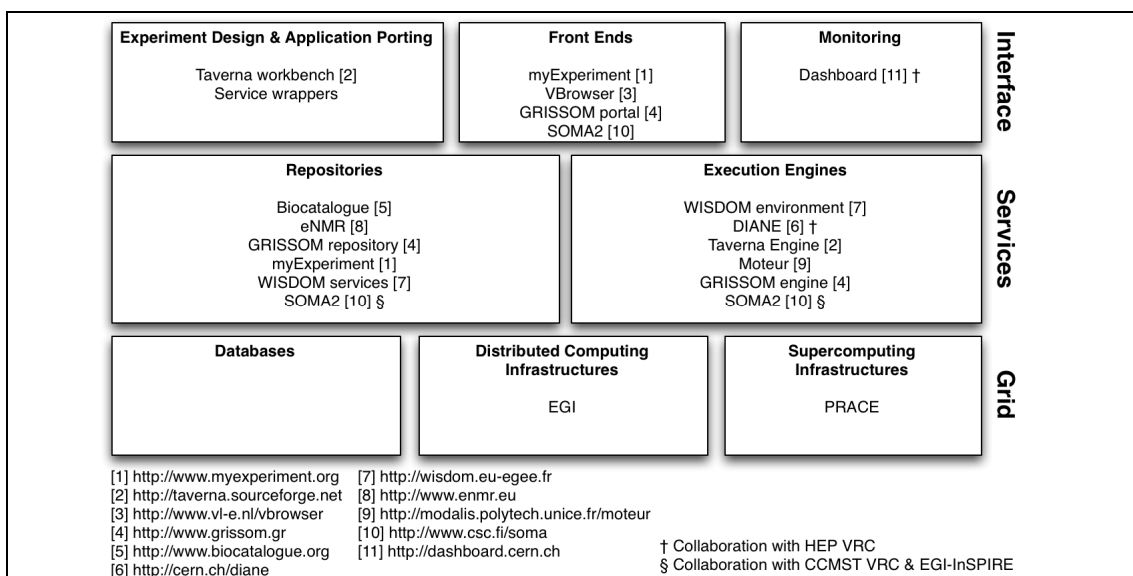 Experiment Design & Application Porting
Taverna workbench [2]
Service wrappers
Front Ends
myExperiment [1]
VBrowser [3]
GRISSOM portal [4]
SOMA2 [10]
Monitoring
Dashboard [11] †
Interface
Repositories
Biocatalogue [5]
eNMR [8]
GRISSOM repository [4]
myExperiment [1]
WISDOM services [7]
SOMA2 [10] §
Execution Engines
WISDOM environment [7]
DIANE [6] †
Taverna Engine [2]
Moteur [9]
GRISSOM engine [4]
SOMA2 [10] §
Services
Databases
Distributed Computing
Infrastructures
EGI
Supercomputing
Infrastructures
PRACE
Grid
[1] http://www.myexperiment.org
[2] http://taverna.sourceforge.net
[3] http://www.vl-e.nl/vbrowser
[4] http://www.grissom.gr
[5] http://www.biocatalogue.org
[6] http://cern.ch/diane
[7] http://wisdom.eu-egee.fr
[8] http://www.enmr.eu
[9] http://modalis.polytech.unice.fr/moteur
[10] http://www.csc.fi/soma
[11] http://dashboard.cern.ch
† Collaboration with HEP VRC
§ Collaboration with CCMST VRC & EGI-InSPIRE